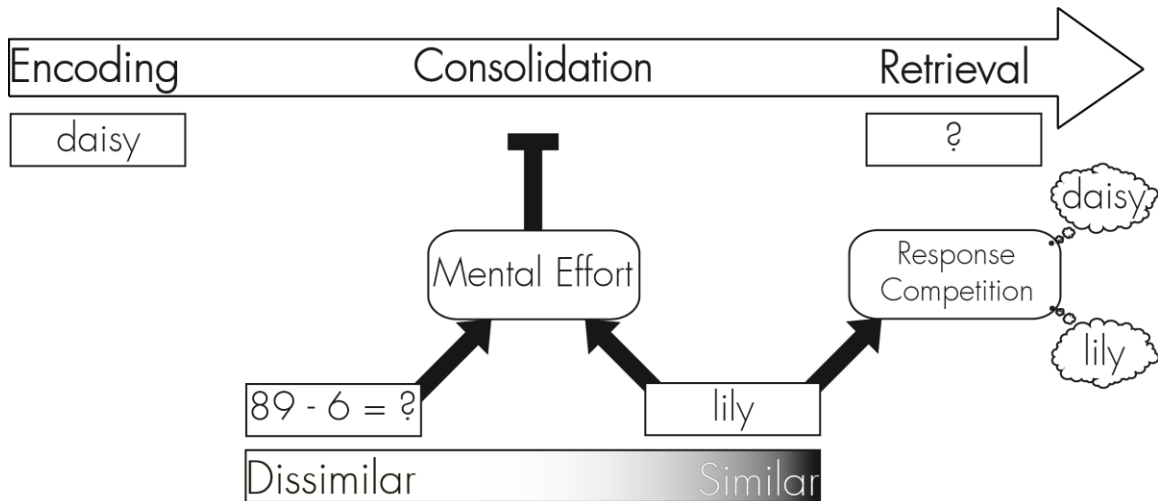 Encoding
Consolidation
Retrieval
daisy
?
daisy
Mental Effort
Response
Competition
lily
89 - 6 = ?
lily
Dissimilar
Similar